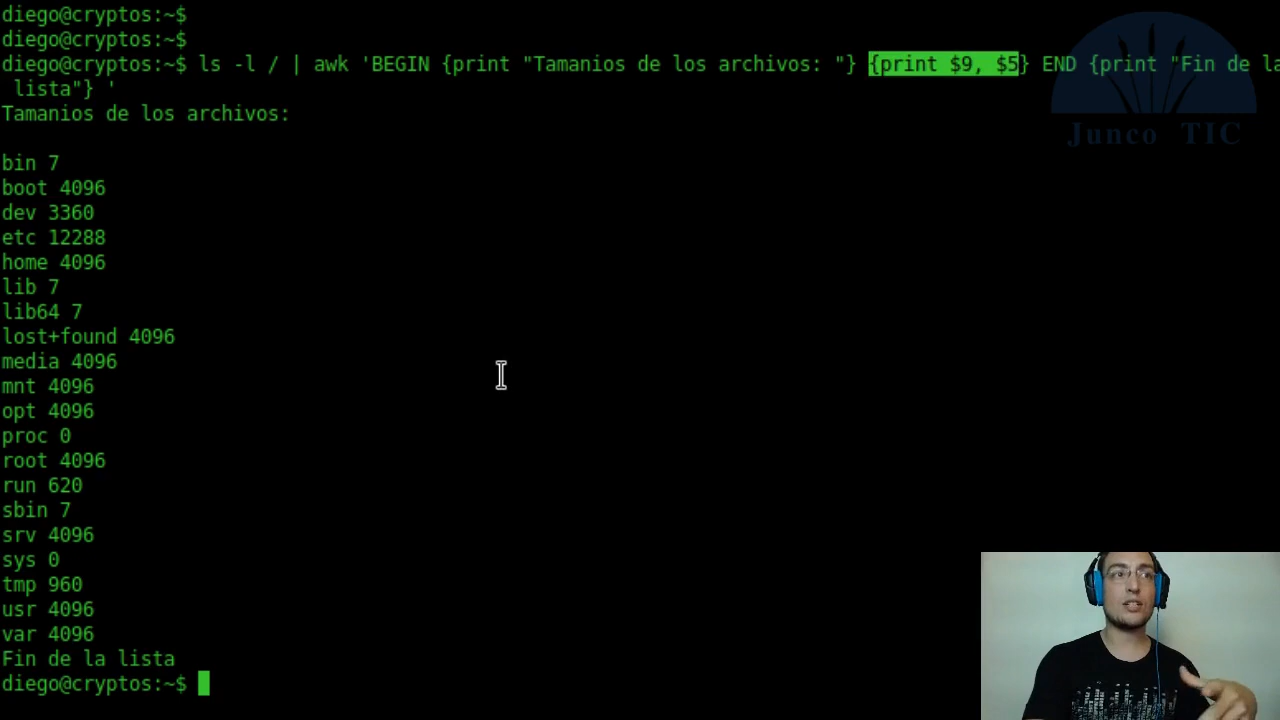 diego@cryptos:~$
diego@cryptos:~$
diego@cryptos:~$ ls -l / | awk 'BEGIN {print "Tamanios de los archivos: "} {print $9, $5} END {print "Fin de la
 lista"} '
Tamanios de los archivos:
Junco TIC
bin 7
boot 4096
dev 3360
etc 12288
home 4096
lib 7
lib64 7
lost+found 4096
media 4096
mnt 4096
opt 4096
proc 0
root 4096
run 620
sbin 7
srv 4096
sys 0
tmp 960
usr 4096
var 4096
Fin de la lista
diego@cryptos:~$